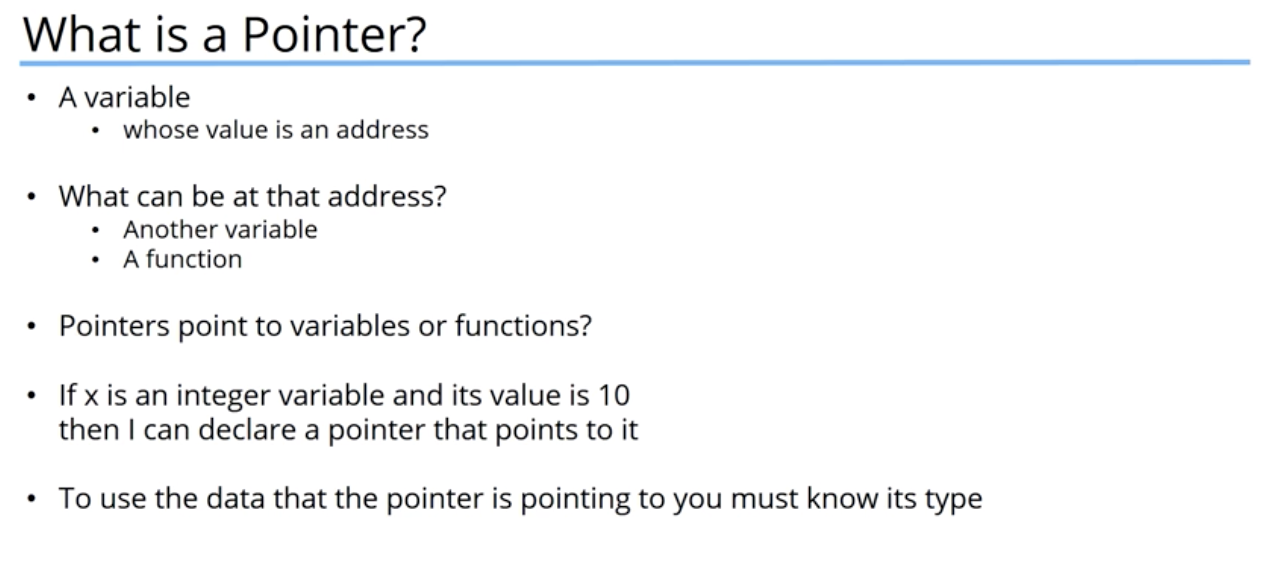 What is a Pointer?
• A variable
• whose value is an address
• What can be at that address?
• Another variable
• A function
• Pointers point to variables or functions?
• If x is an integer variable and its value is 10
then I can declare a pointer that points to it
• To use the data that the pointer is pointing to you must know its type